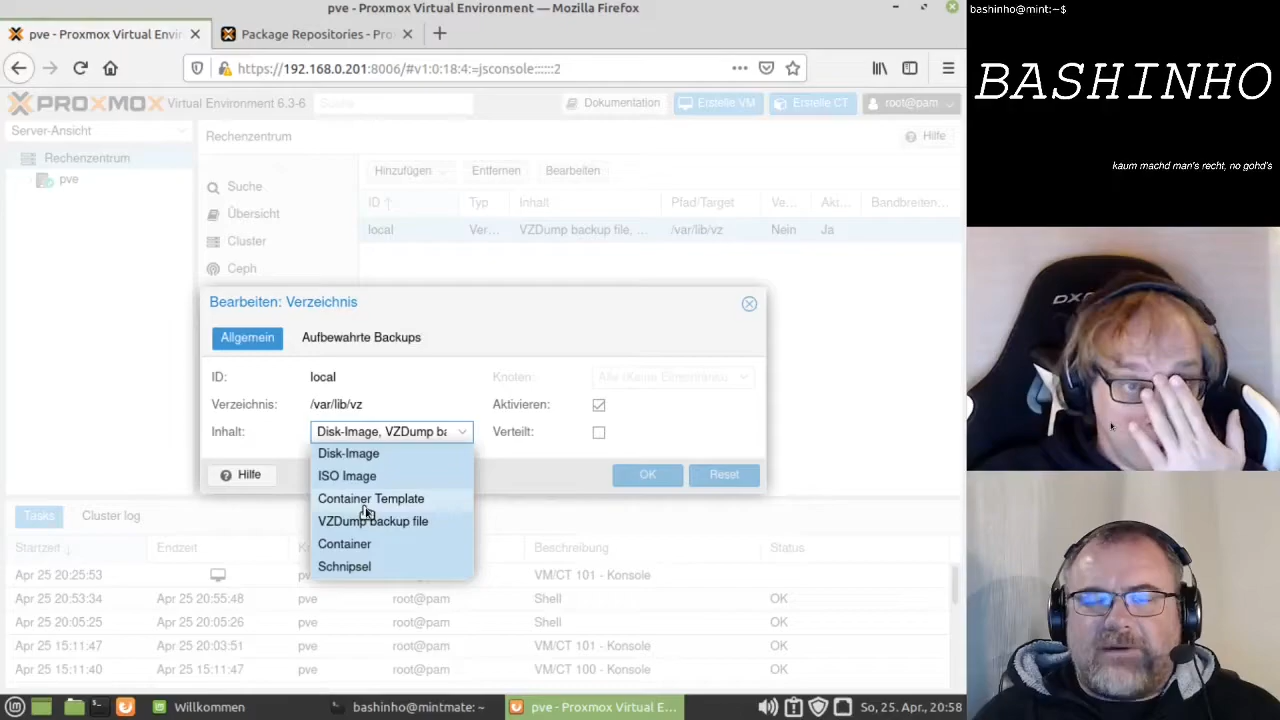 pve - Proxmox Virtual Environment — Mozilla Firefox
pve - Proxmox Virtual Envir
Package Repositories - Pro
https://192.168.0.201:8006/#v1:0:18:4:=jsconsole::::::2
PROXMOX Virtual Environment 6.3-6
Suche
Dokumentation
Erstelle VM
Erstelle CT
root@pam
Server-Ansicht
Rechenzentrum
pve
Rechenzentrum
Hilfe
Suche
Übersicht
Cluster
Ceph
Hinzufügen
Entfernen
Bearbeiten
ID ↑ Typ Inhalt Pfad/Target Ve... Akt... Bandbreiten...
local Ver... VZDump backup file, ... /var/lib/vz Nein Ja
Bearbeiten: Verzeichnis
Allgemein
Aufbewahrte Backups
ID: local
Knoten:
Verzeichnis: /var/lib/vz
Aktivieren:
Inhalt: Disk-Image, VZDump ba
Verteilt:
Disk-Image
ISO Image
Container Template
VZDump backup file
Container
Schnipsel
Hilfe
OK
Reset
Tasks
Cluster log
Startzeit ↓ Endzeit Beschreibung Status
Apr 25 20:25:53 VM/CT 101 - Konsole
Apr 25 20:53:34 Apr 25 20:55:48 pve root@pam Shell OK
Apr 25 20:05:25 Apr 25 20:05:26 pve root@pam Shell OK
Apr 25 15:11:47 Apr 25 20:03:51 pve root@pam VM/CT 101 - Konsole OK
Apr 25 15:11:40 Apr 25 15:11:47 pve root@pam VM/CT 100 - Konsole OK
Willkommen
bashinho@mintmate: ~
pve - Proxmox Virtual E...
So, 25. Apr., 20:58
bashinho@mint:~$
BASHINHO
kaum machd man's recht, no gohd's